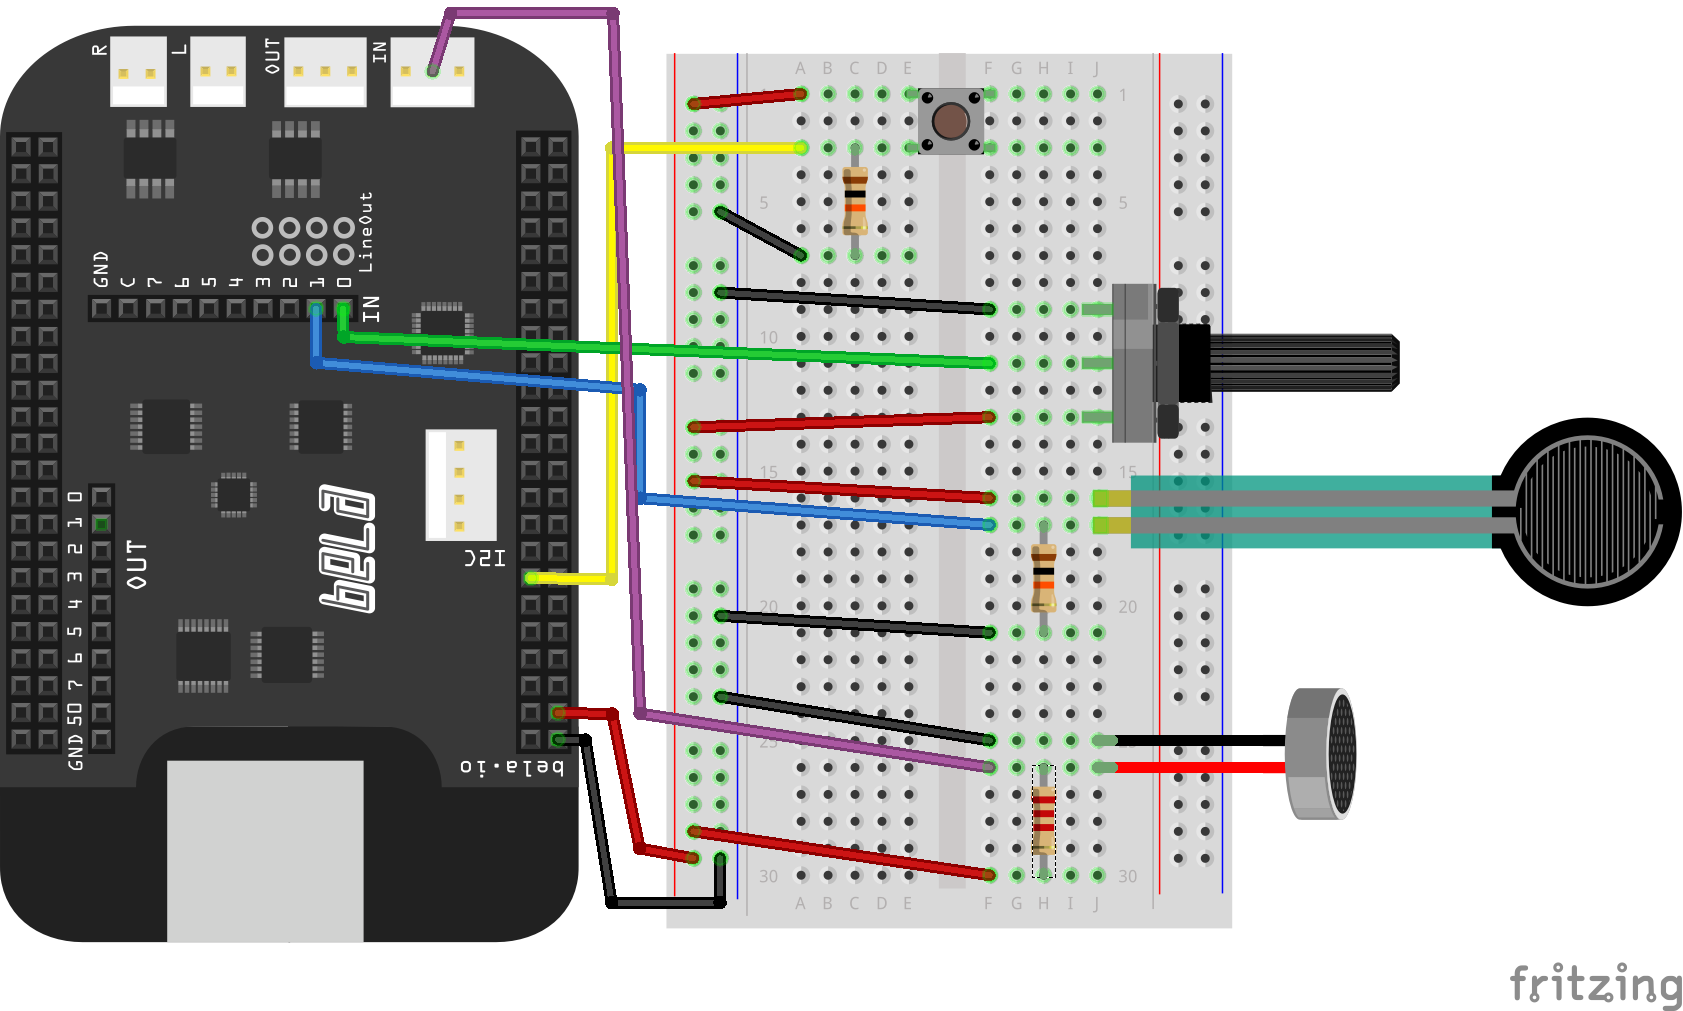 R
L
OUT
IN
A B C D E F G H I J
1 1
5 5
LineOut
GND C 7 6 5 4 3 2 1 0
IN
10
15 15
0
1
2
3
4
5
6
7
50
GND
OUT
bela
I2C
20 20
25 25
bela.io
30 30
A B C D E F G H I J
fritzing